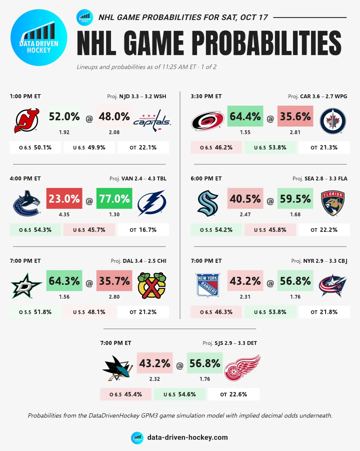 DATA DRIVEN
HOCKEY
NHL GAME PROBABILITIES FOR SAT, OCT 17
NHL GAME PROBABILITIES
Lineups and probabilities as of 11:25 AM ET · 1 of 2
1:00 PM ET Proj. NJD 3.3 - 3.2 WSH
52.0% @ 48.0%
capitals
1.92 2.08
O 6.5 50.1% U 6.5 49.9% OT 22.1%
3:30 PM ET Proj. CAR 3.6 - 2.7 WPG
64.4% @ 35.6%
1.55 2.81
O 6.5 46.2% U 6.5 53.8% OT 21.3%
4:00 PM ET Proj. VAN 2.4 - 4.3 TBL
23.0% @ 77.0%
4.35 1.30
O 6.5 54.3% U 6.5 45.7% OT 16.7%
6:00 PM ET Proj. SEA 2.8 - 3.3 FLA
40.5% @ 59.5%
2.47 1.68
O 5.5 54.2% U 5.5 45.8% OT 22.2%
7:00 PM ET Proj. DAL 3.4 - 2.5 CHI
64.3% @ 35.7%
1.56 2.80
O 5.5 51.8% U 5.5 48.1% OT 21.2%
7:00 PM ET Proj. NYR 2.9 - 3.3 CBJ
43.2% @ 56.8%
2.31 1.76
O 6.5 46.3% U 6.5 53.8% OT 21.8%
7:00 PM ET Proj. SJS 2.9 - 3.3 DET
43.2% @ 56.8%
2.32 1.76
O 6.5 45.4% U 6.5 54.6% OT 22.6%
Probabilities from the DataDrivenHockey GPM3 game simulation model with implied decimal odds underneath.
data-driven-hockey.com